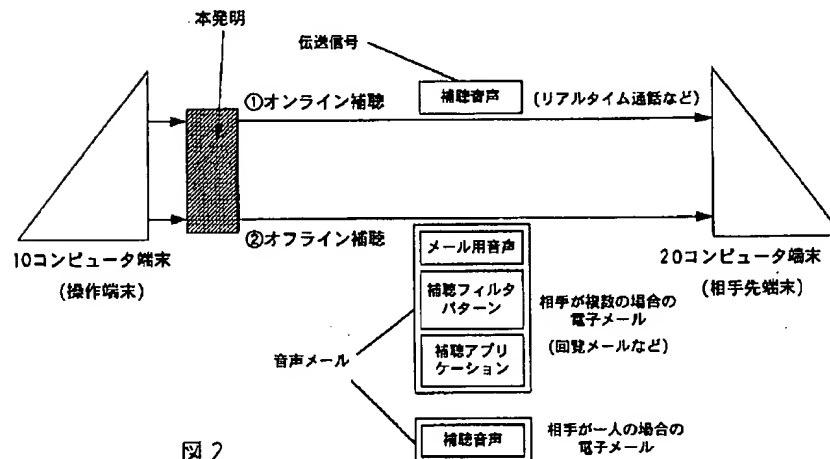 本発明
伝送信号
①オンライン補聴
補聴音声
(リアルタイム通話など)
②オフライン補聴
10コンピュータ端末
(操作端末)
20コンピュータ端末
(相手先端末)
メール用音声
補聴フィルタ
パターン
補聴アプリ
ケーション
相手が複数の場合の
電子メール
(回覧メールなど)
音声メール
補聴音声
相手が一人の場合の
電子メール
図2